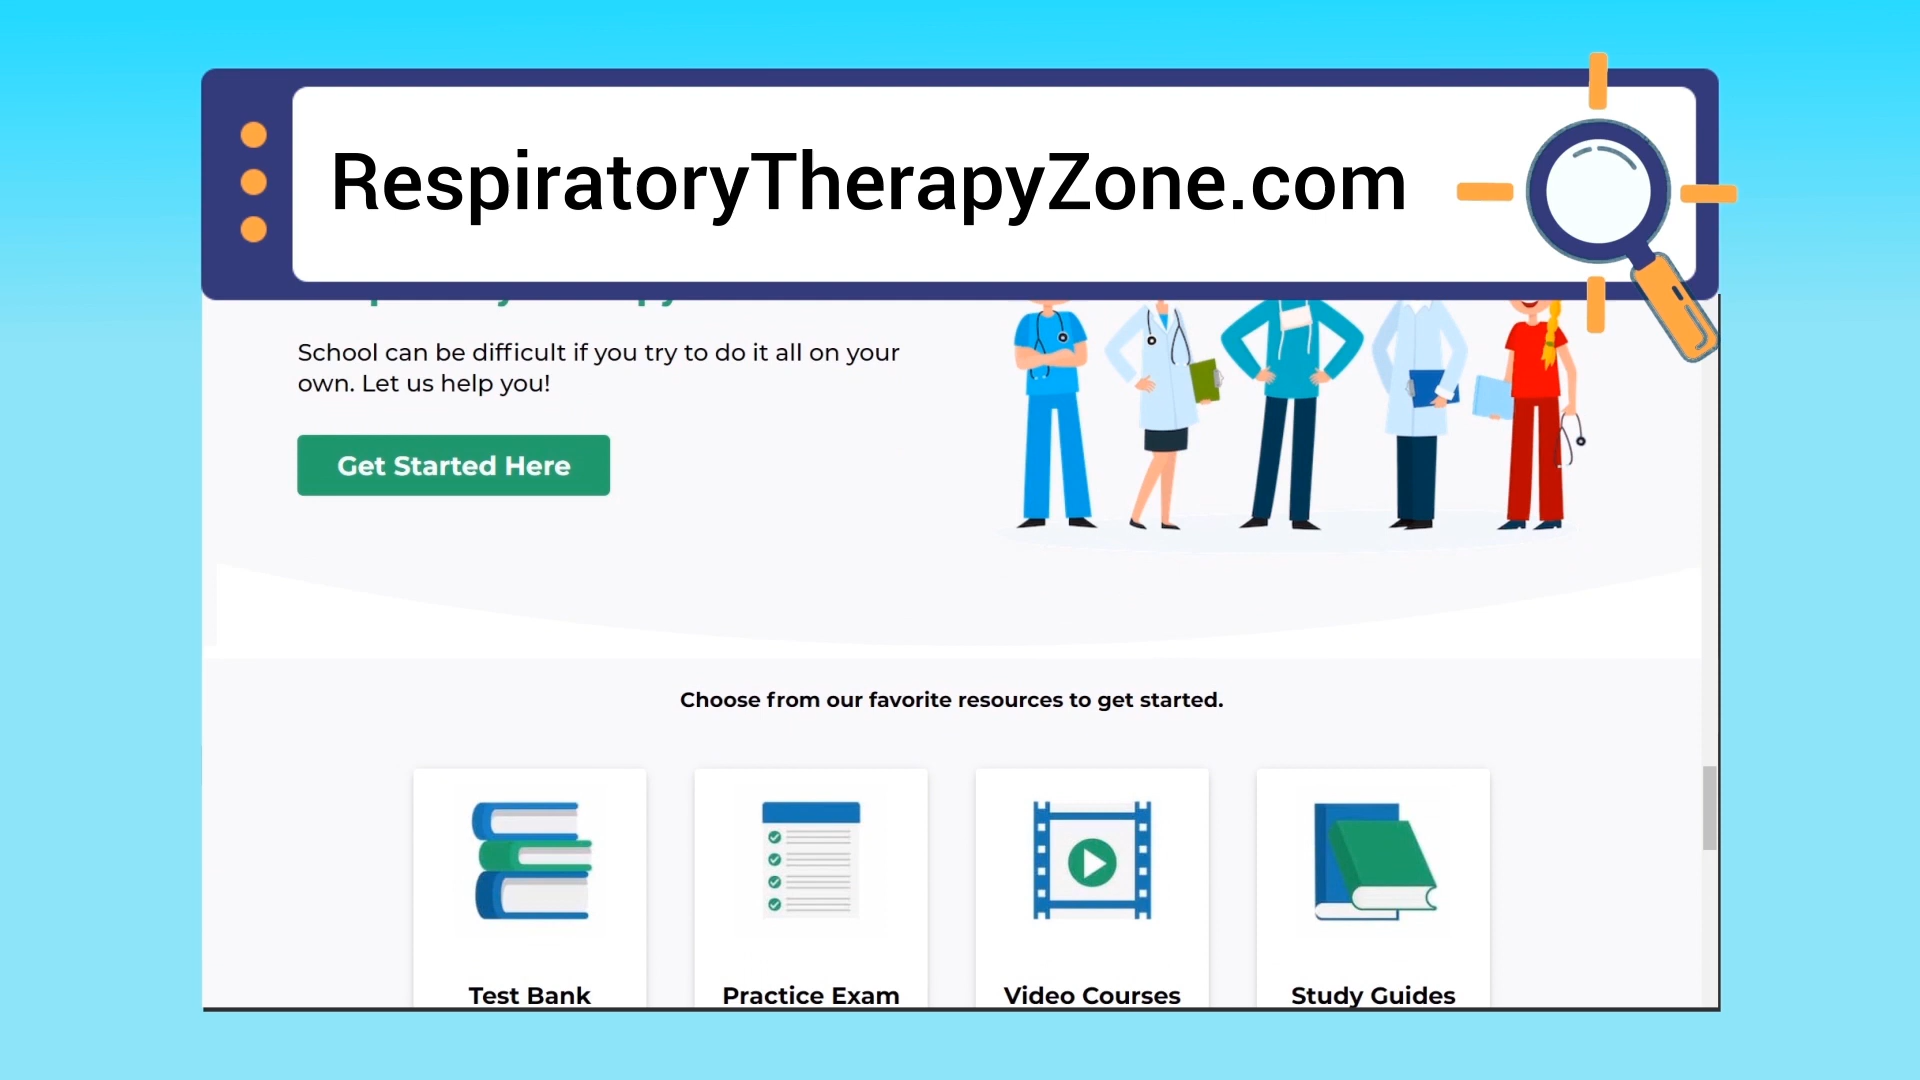 RespiratoryTherapyZone.com
School can be difficult if you try to do it all on your
own. Let us help you!
Get Started Here
Choose from our favorite resources to get started.
Test Bank
Practice Exam
Video Courses
Study Guides